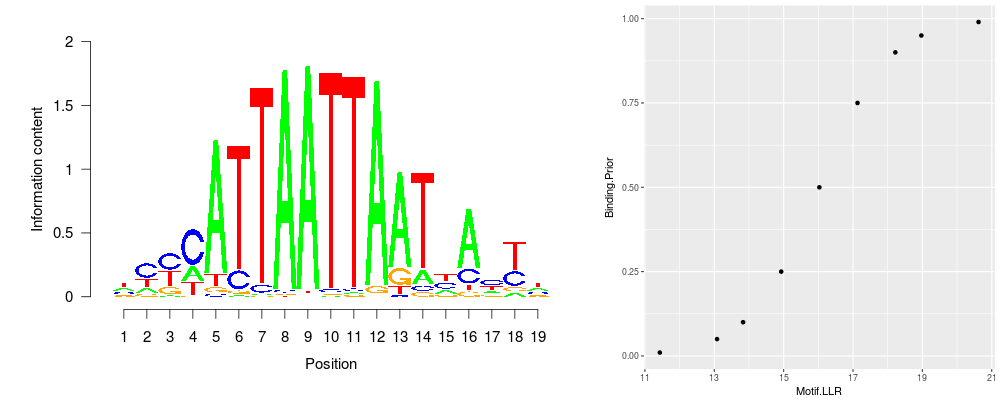 2
1.5
1
0.5
0
Information content
1 2 3 4 5 6 7 8 9 10 11 12 13 14 15 16 17 18 19
Position
C C C A T T A A T T A A T A T
T T A T C C G G A T C C C
1.00
0.75
0.50
0.25
0.00
Binding.Prior
11 13 15 17 19 21
Motif.LLR